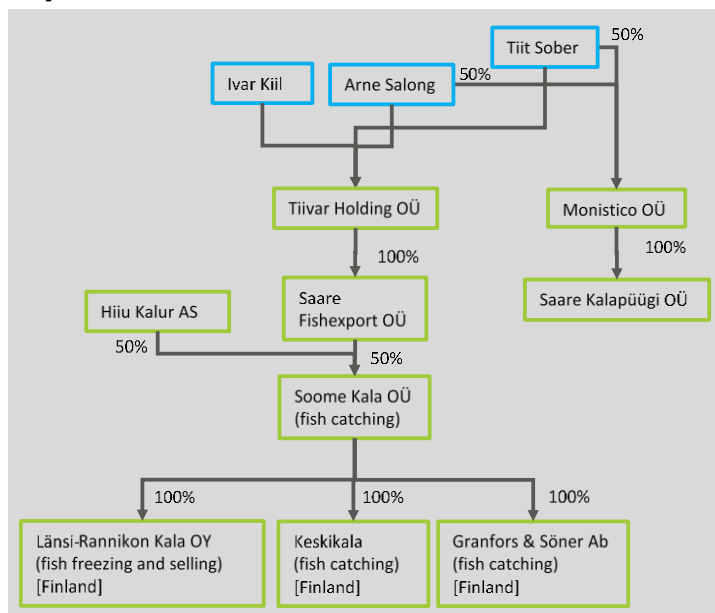 50%
Tiit Sober
Ivar Kiil
Arne Salong
50%
Tiivar Holding OÜ
Monistico OÜ
100%
100%
Hiiu Kalur AS
Saare
Fishexport OÜ
Saare Kalapüügi OÜ
50%
50%
Soome Kala OÜ
(fish catching)
100%
100%
100%
Länsi-Rannikon Kala OY
(fish freezing and selling)
[Finland]
Keskikala
(fish catching)
[Finland]
Granfors & Söner Ab
(fish catching)
[Finland]